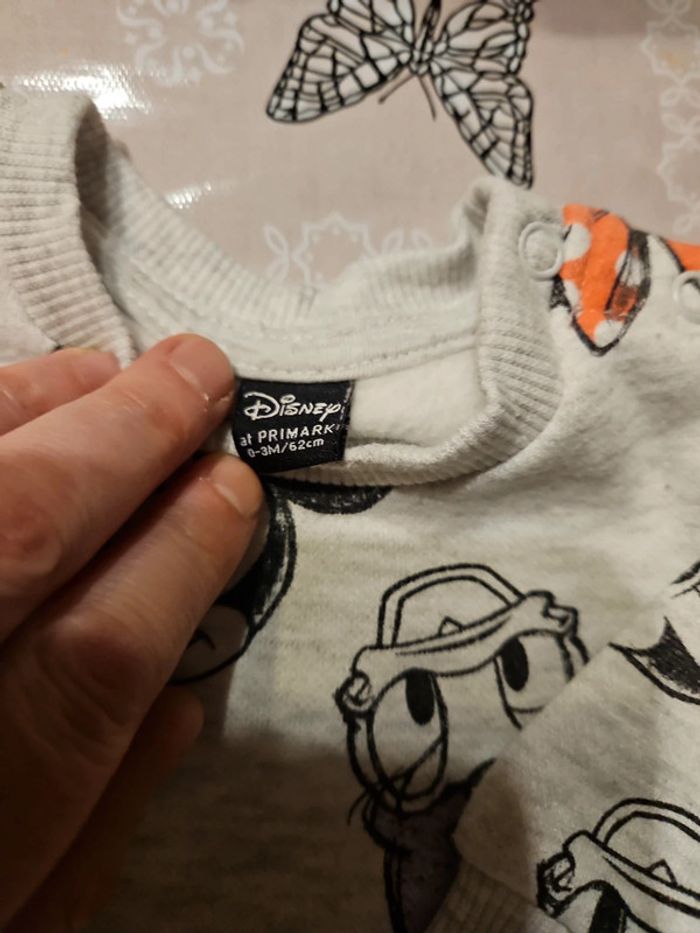 Disney
at PRIMARK
0-3M/62cm